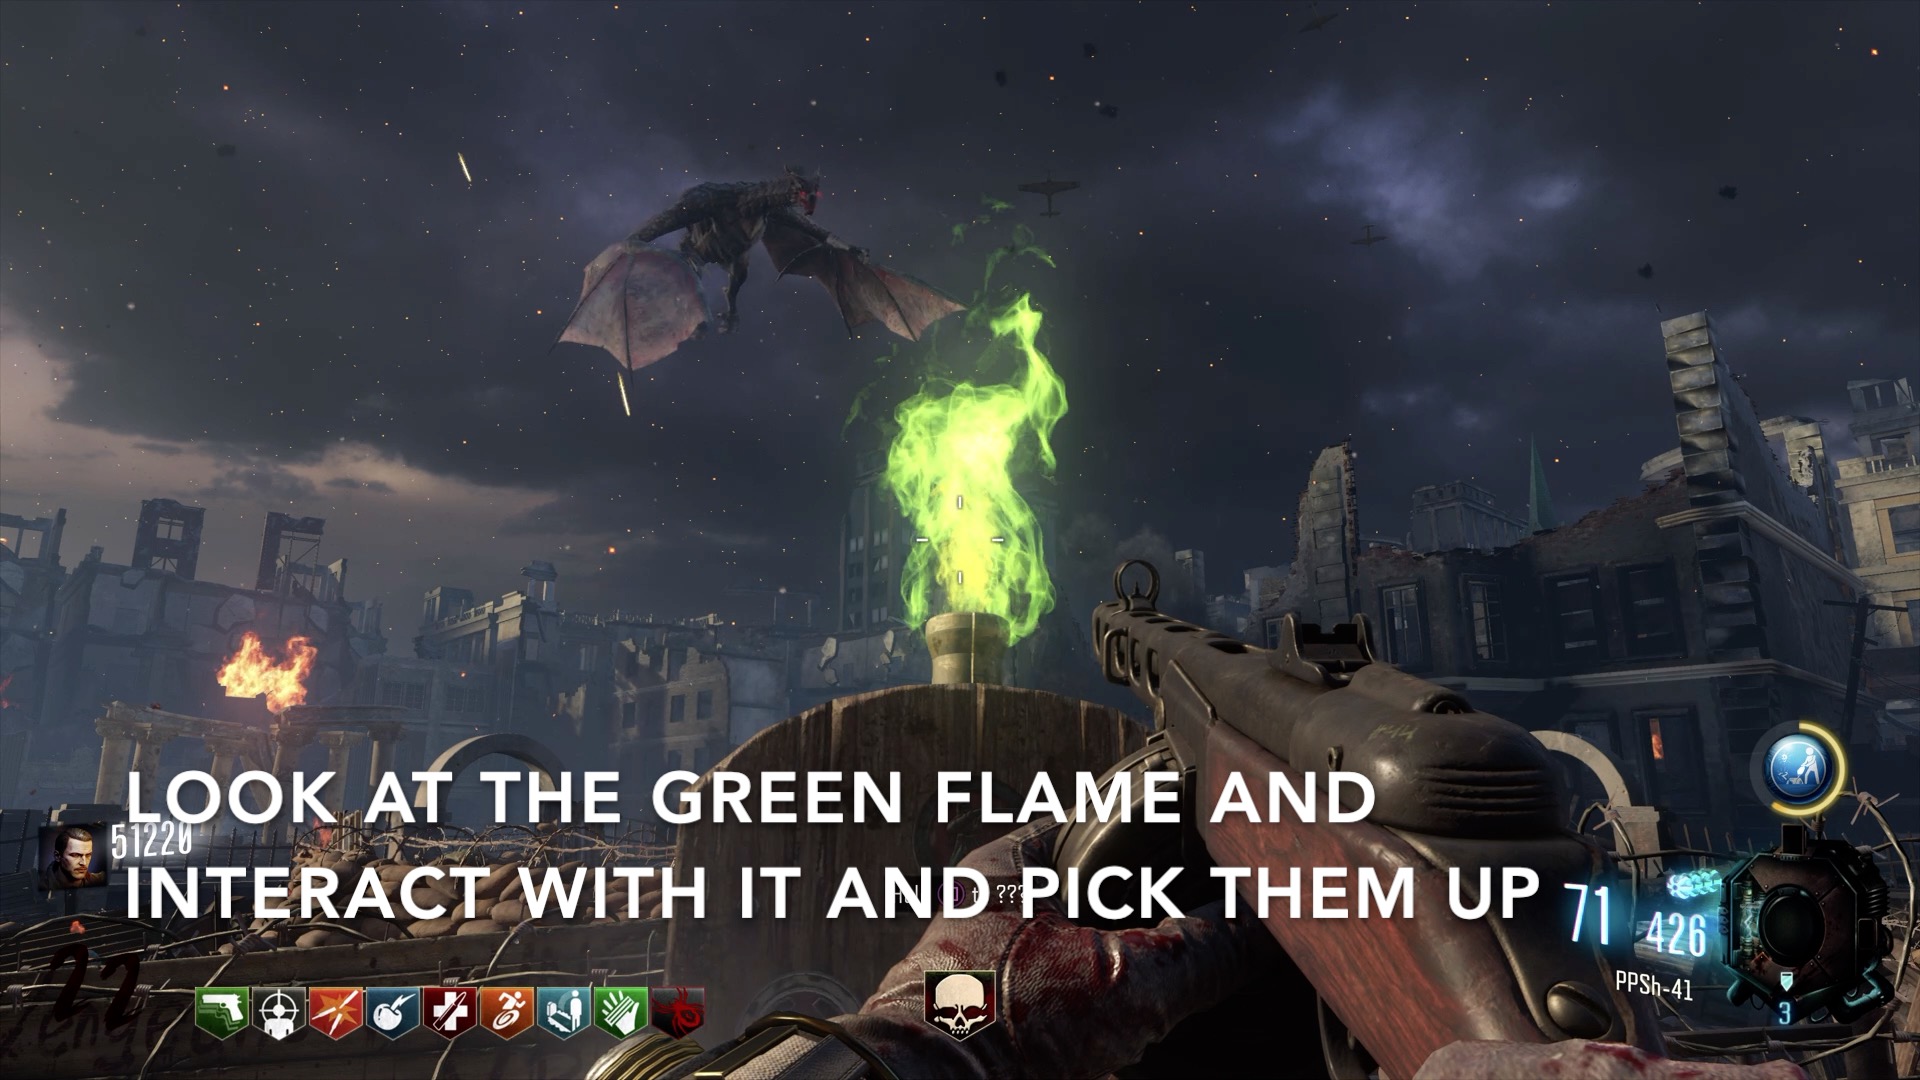 LOOK AT THE GREEN FLAME AND
51220
INTERACT WITH IT AND PICK THEM UP
???
71
426
PPSh-41
3
22